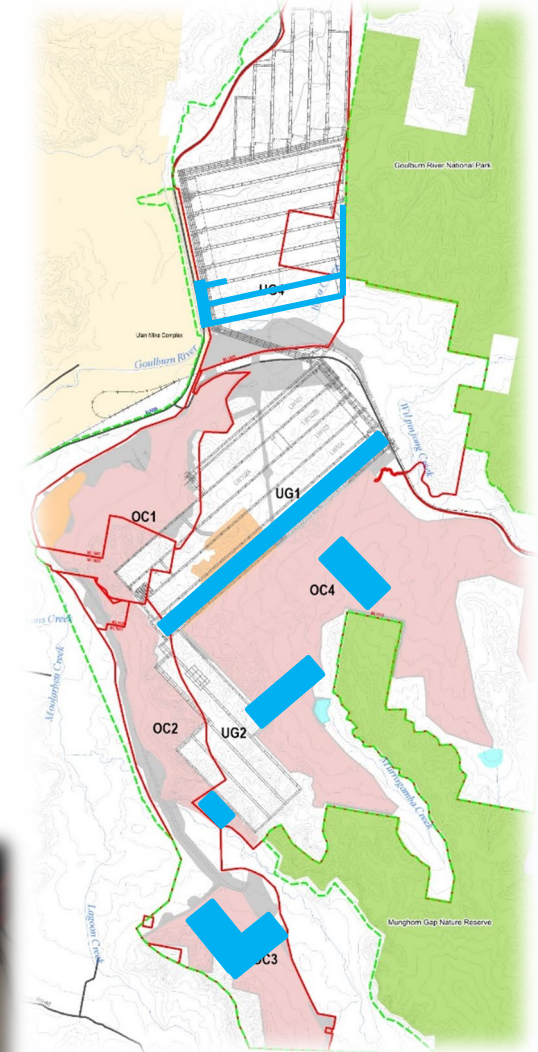 Goulburn River National Park
UG4
Ulan Mine Complex
Goulburn River
Wilpinjong Creek
UG1
OC1
OC4
Creek
Moolarben Creek
OC2
UG2
Murragamba Creek
Lagoon Creek
Munghorn Gap Nature Reserve
OC3